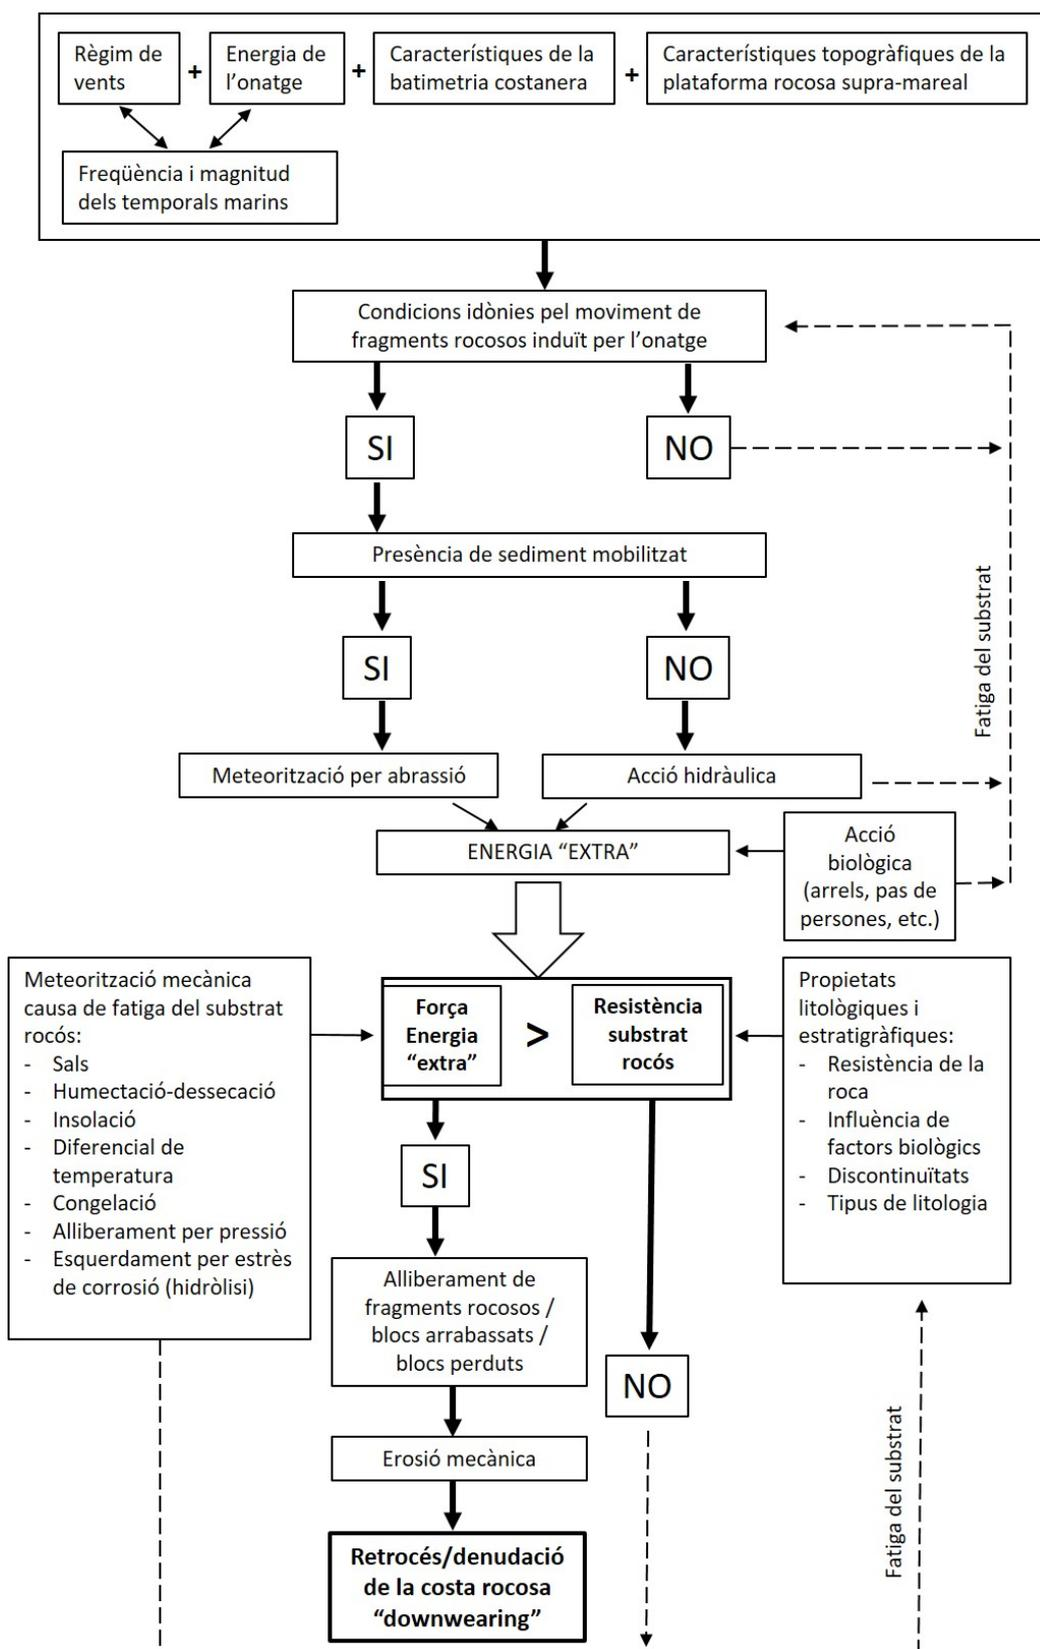 Règim de
vents
+
Energia de
l'onatge
+
Característiques de la
batimetria costanera
+
Característiques topogràfiques de la
plataforma rocosa supra-mareal
Freqüència i magnitud
dels temporals marins
Condicions idònies pel moviment de
fragments rocosos induït per l'onatge
SI
NO
Presència de sediment mobilitzat
SI
NO
Fatiga del substrat
Meteorització per abrassió
Acció hidràulica
ENERGIA "EXTRA"
Acció
biològica
(arrels, pas de
persones, etc.)
Meteorització mecànica
causa de fatiga del substrat
rocós:
- Sals
- Humectació-dessecació
- Insolació
- Diferencial de
temperatura
- Congelació
- Alliberament per pressió
- Esquerdament per estrès
de corrosió (hidròlisi)
Força
Energia
"extra"
>
Resistència
substrat
rocós
Propietats
litològiques i
estratigràfiques:
- Resistència de la
roca
- Influència de
factors biològics
- Discontinuïtats
- Tipus de litologia
SI
Alliberament de
fragments rocosos /
blocs arrabassats /
blocs perduts
NO
Erosió mecànica
Fatiga del substrat
Retrocés/denudació
de la costa rocosa
"downwearing"